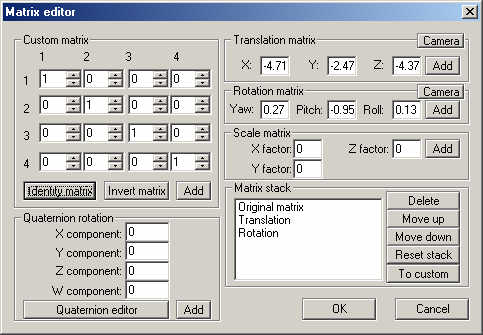 Matrix editor
Custom matrix
1 2 3 4
1 1 0 0 0
2 0 1 0 0
3 0 0 1 0
4 0 0 0 1
Identity matrix Invert matrix Add
Quaternion rotation
X component: 0
Y component: 0
Z component: 0
W component: 0
Quaternion editor Add
Translation matrix Camera
X: -4.71 Y: -2.47 Z: -4.37 Add
Rotation matrix Camera
Yaw: 0.27 Pitch: -0.95 Roll: 0.13 Add
Scale matrix
X factor: 0 Z factor: 0 Add
Y factor: 0
Matrix stack
Original matrix
Translation
Rotation
Delete
Move up
Move down
Reset stack
To custom
OK Cancel